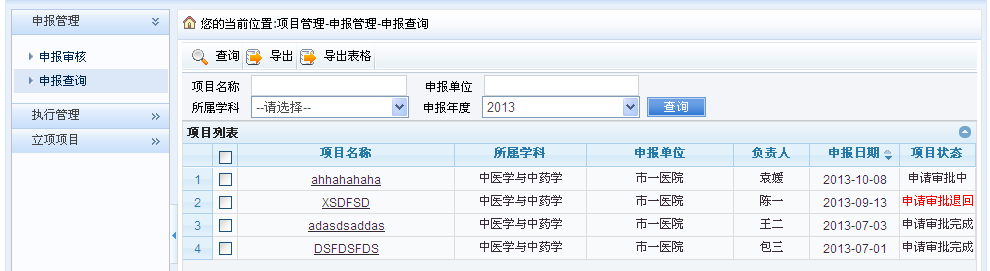 申报管理
申报审核
申报查询
执行管理
立项项目
您的当前位置:项目管理-申报管理-申报查询
查询 导出 导出表格
项目名称 申报单位
所属学科 --请选择-- 申报年度 2013 查询
项目列表
项目名称 所属学科 申报单位 负责人 申报日期 项目状态
1 ahhahahaha 中医学与中药学 市一医院 袁媛 2013-10-08 申请审批中
2 XSDFSD 中医学与中药学 市一医院 陈一 2013-09-13 申请审批退回
3 adasdsaddas 中医学与中药学 市一医院 王二 2013-07-03 申请审批完成
4 DSFDSFDS 中医学与中药学 市一医院 包三 2013-07-01 申请审批完成